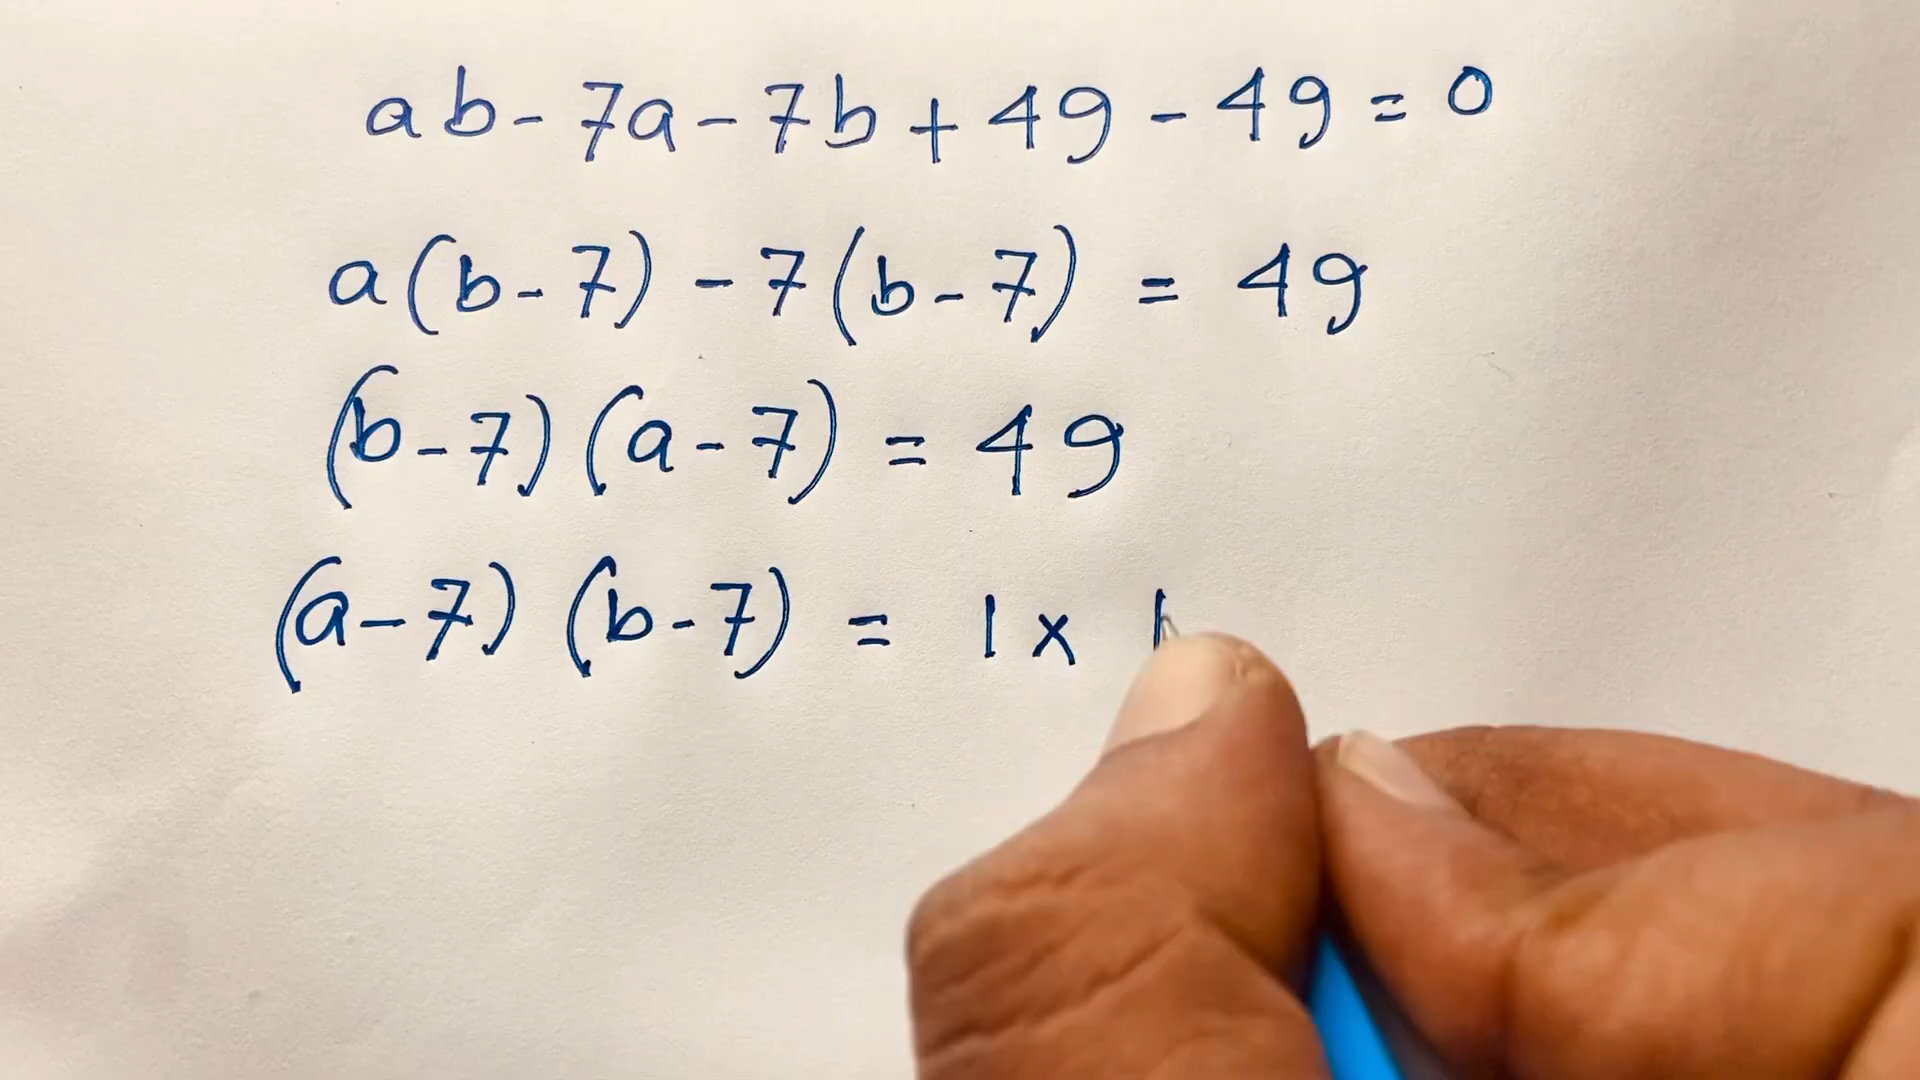 ab - 7a - 7b + 49 - 49 = 0
a(b - 7) - 7(b - 7) = 49
(b - 7)(a - 7) = 49
(a - 7)(b - 7) = 1 ×